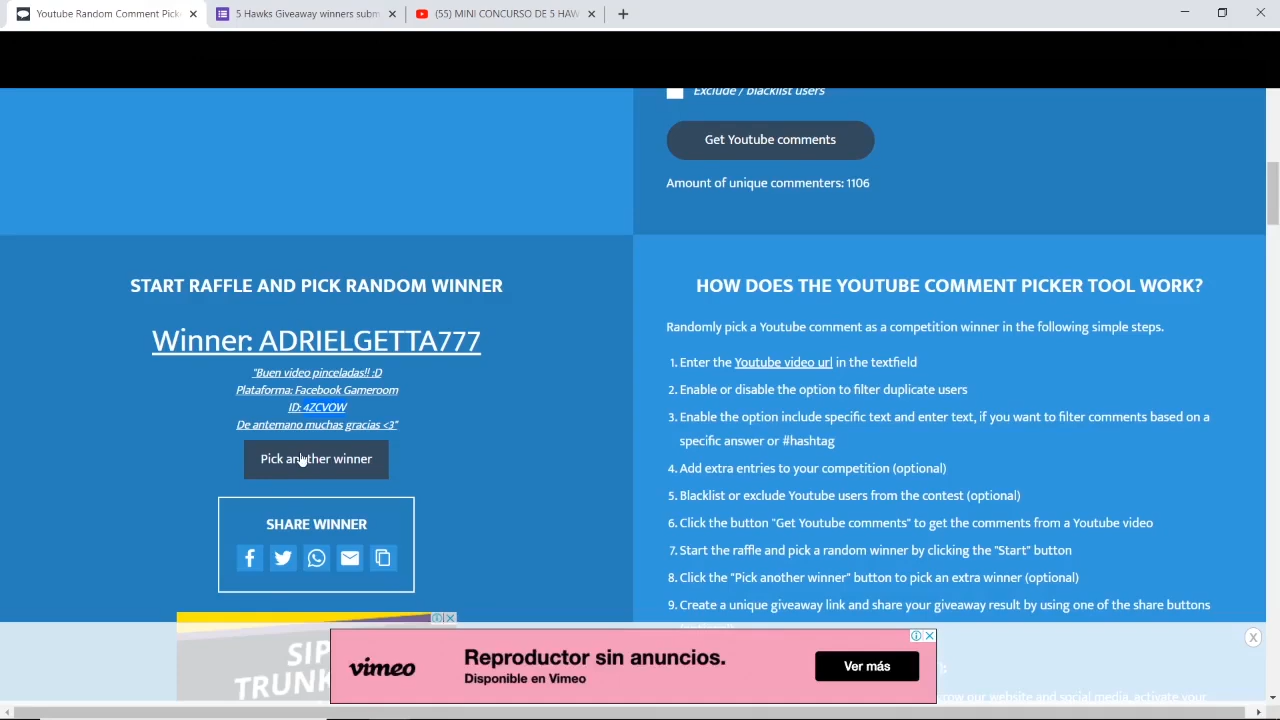 Youtube Random Comment Pick
5 Hawks Giveaway winners subm
(55) MINI CONCURSO DE 5 HAW
Exclude / blacklist users
Get Youtube comments
Amount of unique commenters: 1106
START RAFFLE AND PICK RANDOM WINNER
Winner: ADRIELGETTA777
"Buen video pinceladas!! :D
Plataforma: Facebook Gameroom
ID: 4ZCVOW
De antemano muchas gracias <3"
Pick another winner
SHARE WINNER
HOW DOES THE YOUTUBE COMMENT PICKER TOOL WORK?
Randomly pick a Youtube comment as a competition winner in the following simple steps.
1. Enter the Youtube video url in the textfield
2. Enable or disable the option to filter duplicate users
3. Enable the option include specific text and enter text, if you want to filter comments based on a
specific answer or #hashtag
4. Add extra entries to your competition (optional)
5. Blacklist or exclude Youtube users from the contest (optional)
6. Click the button "Get Youtube comments" to get the comments from a Youtube video
7. Start the raffle and pick a random winner by clicking the "Start" button
8. Click the "Pick another winner" button to pick an extra winner (optional)
9. Create a unique giveaway link and share your giveaway result by using one of the share buttons
SIP
TRUNK
vimeo
Reproductor sin anuncios.
Disponible en Vimeo
Ver más
our website and social media, activate your